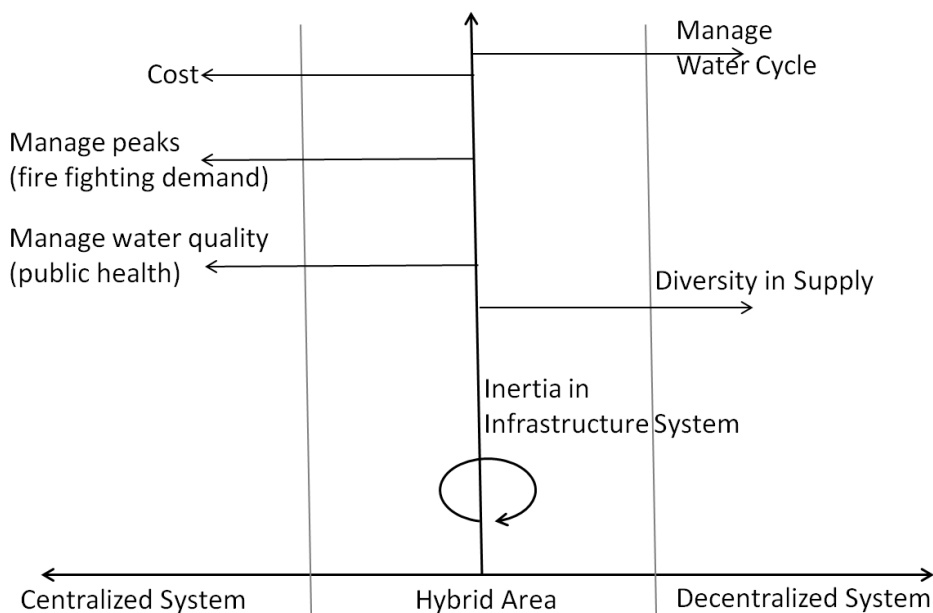 Manage
Water Cycle
Cost
Manage peaks
(fire fighting demand)
Manage water quality
(public health)
Diversity in Supply
Inertia in
Infrastructure System
Centralized System
Hybrid Area
Decentralized System